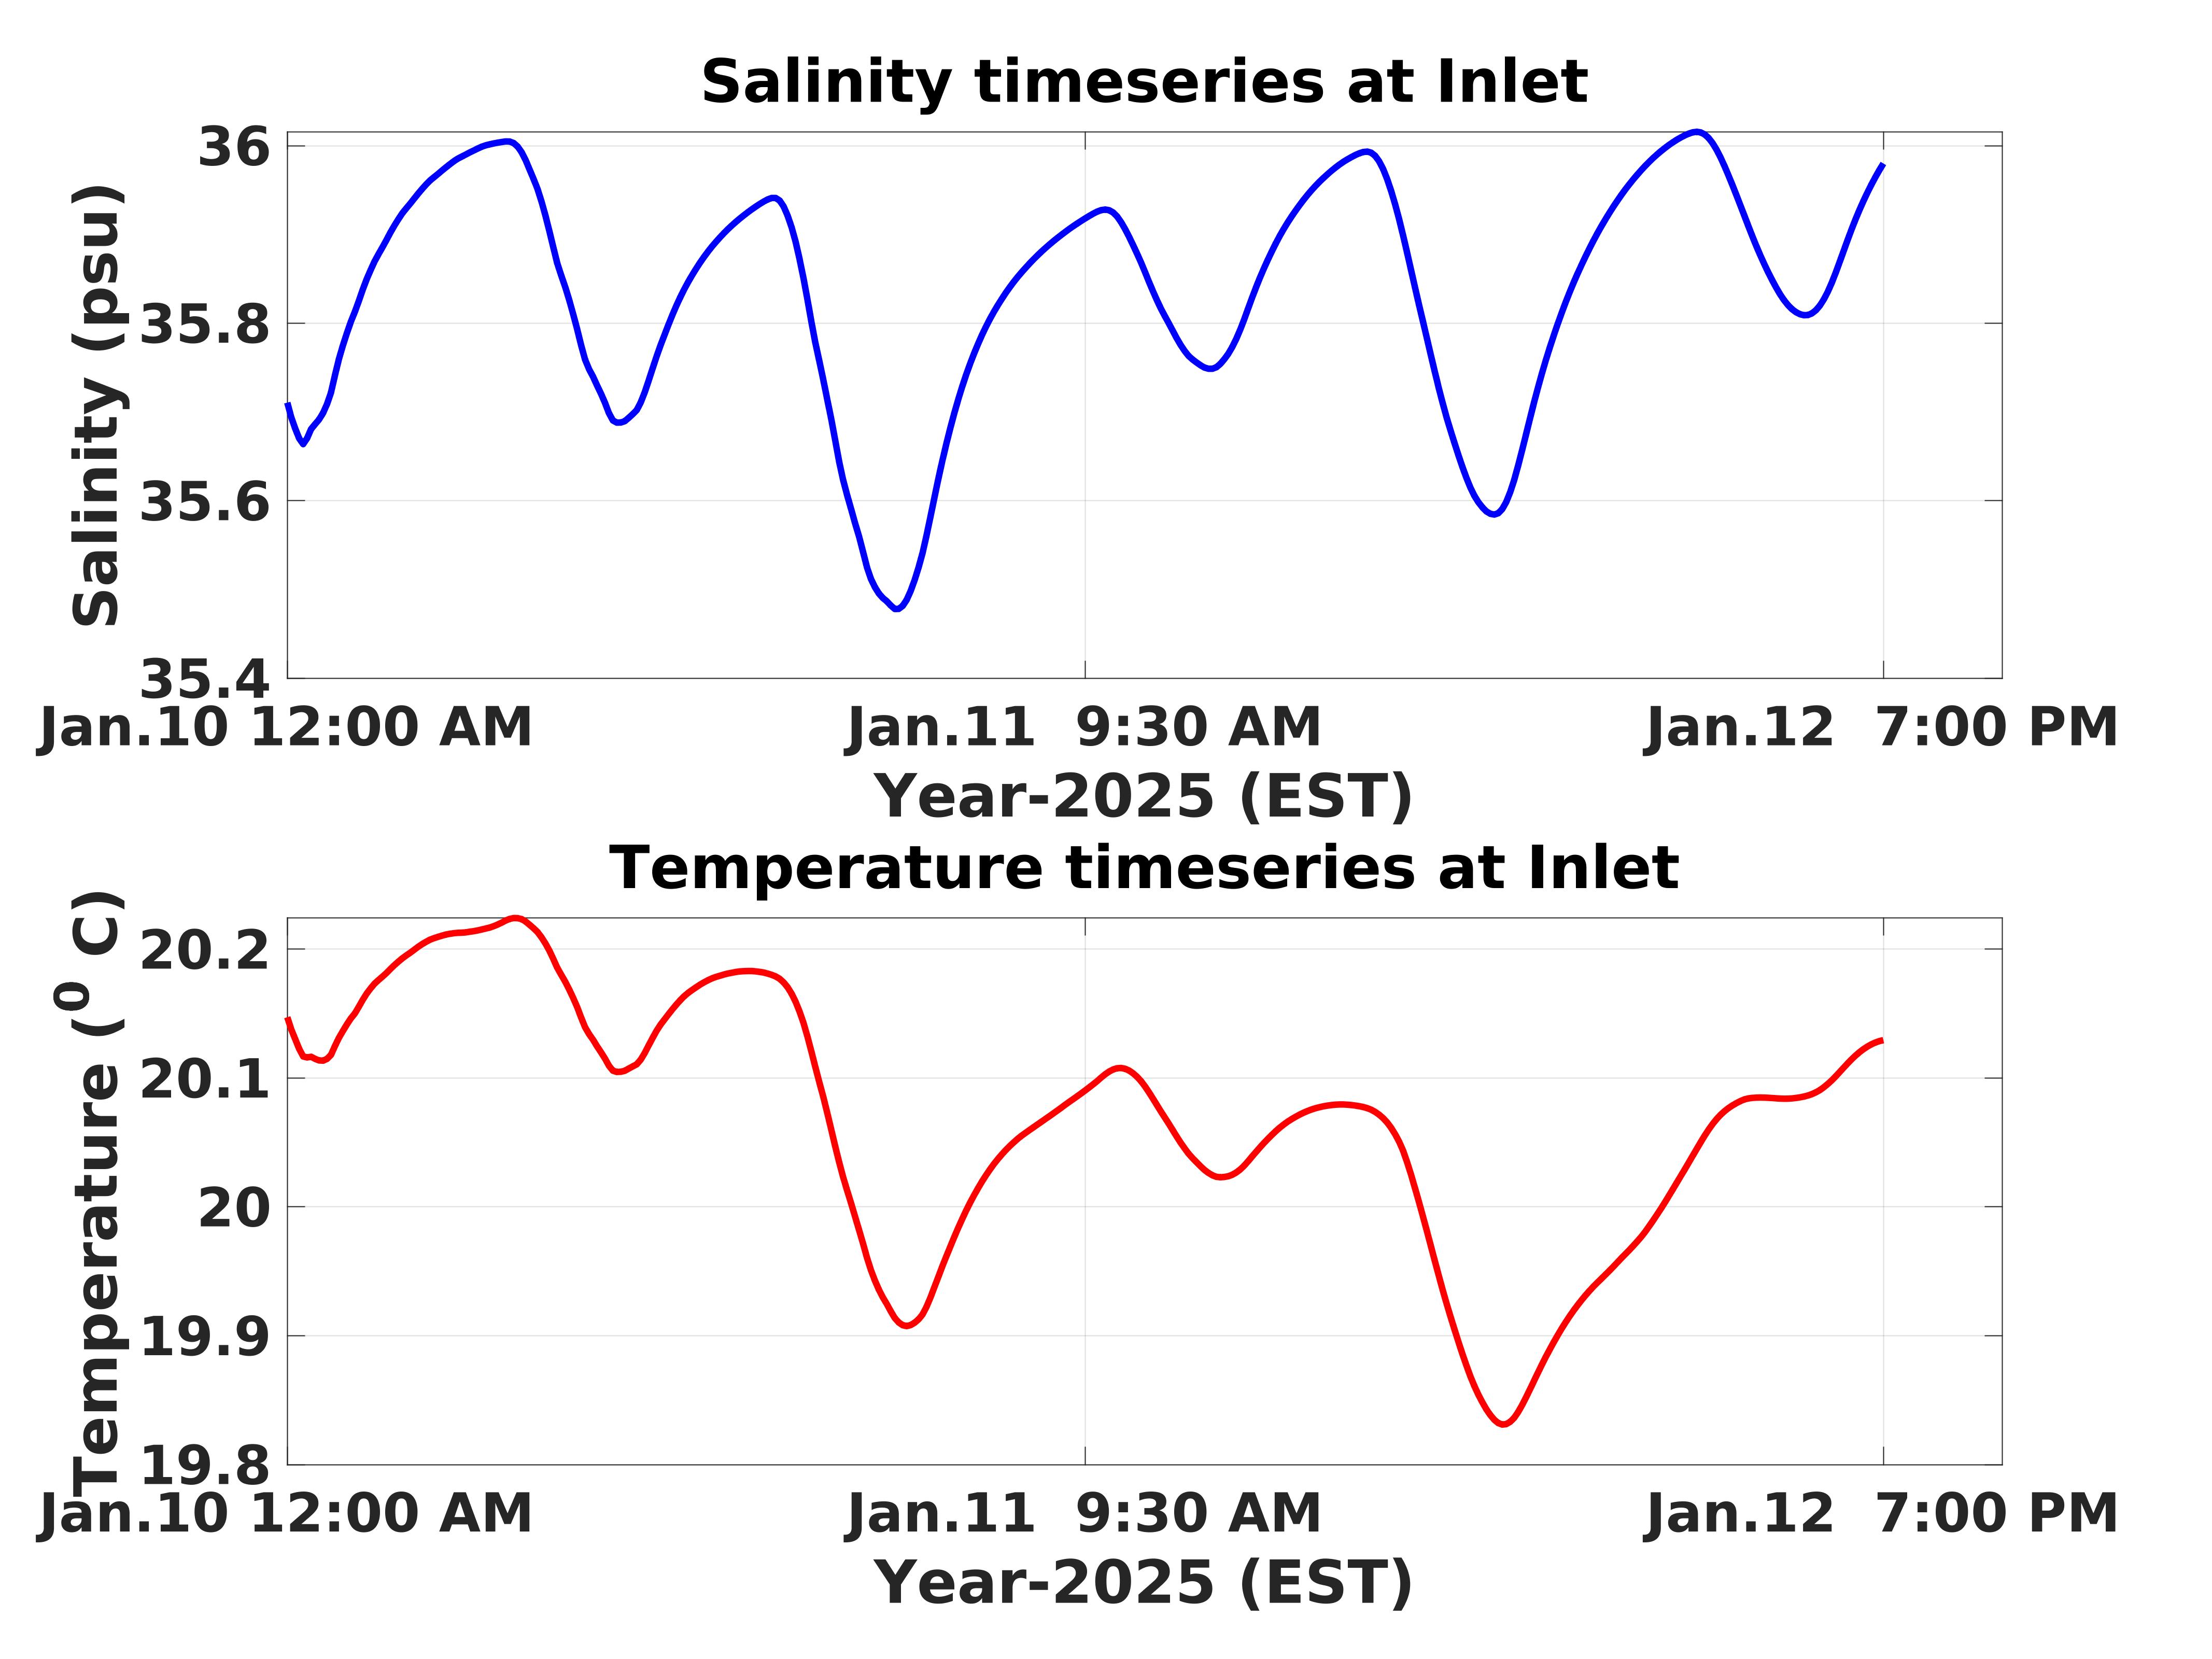 Salinity timeseries at Inlet
Salinity (psu)
36
35.8
35.6
35.4
Jan.10 12:00 AM Jan.11  9:30 AM Jan.12  7:00 PM
Year-2025 (EST)
Temperature timeseries at Inlet
Temperature (⁰ C)
20.2
20.1
20
19.9
19.8
Jan.10 12:00 AM Jan.11  9:30 AM Jan.12  7:00 PM
Year-2025 (EST)